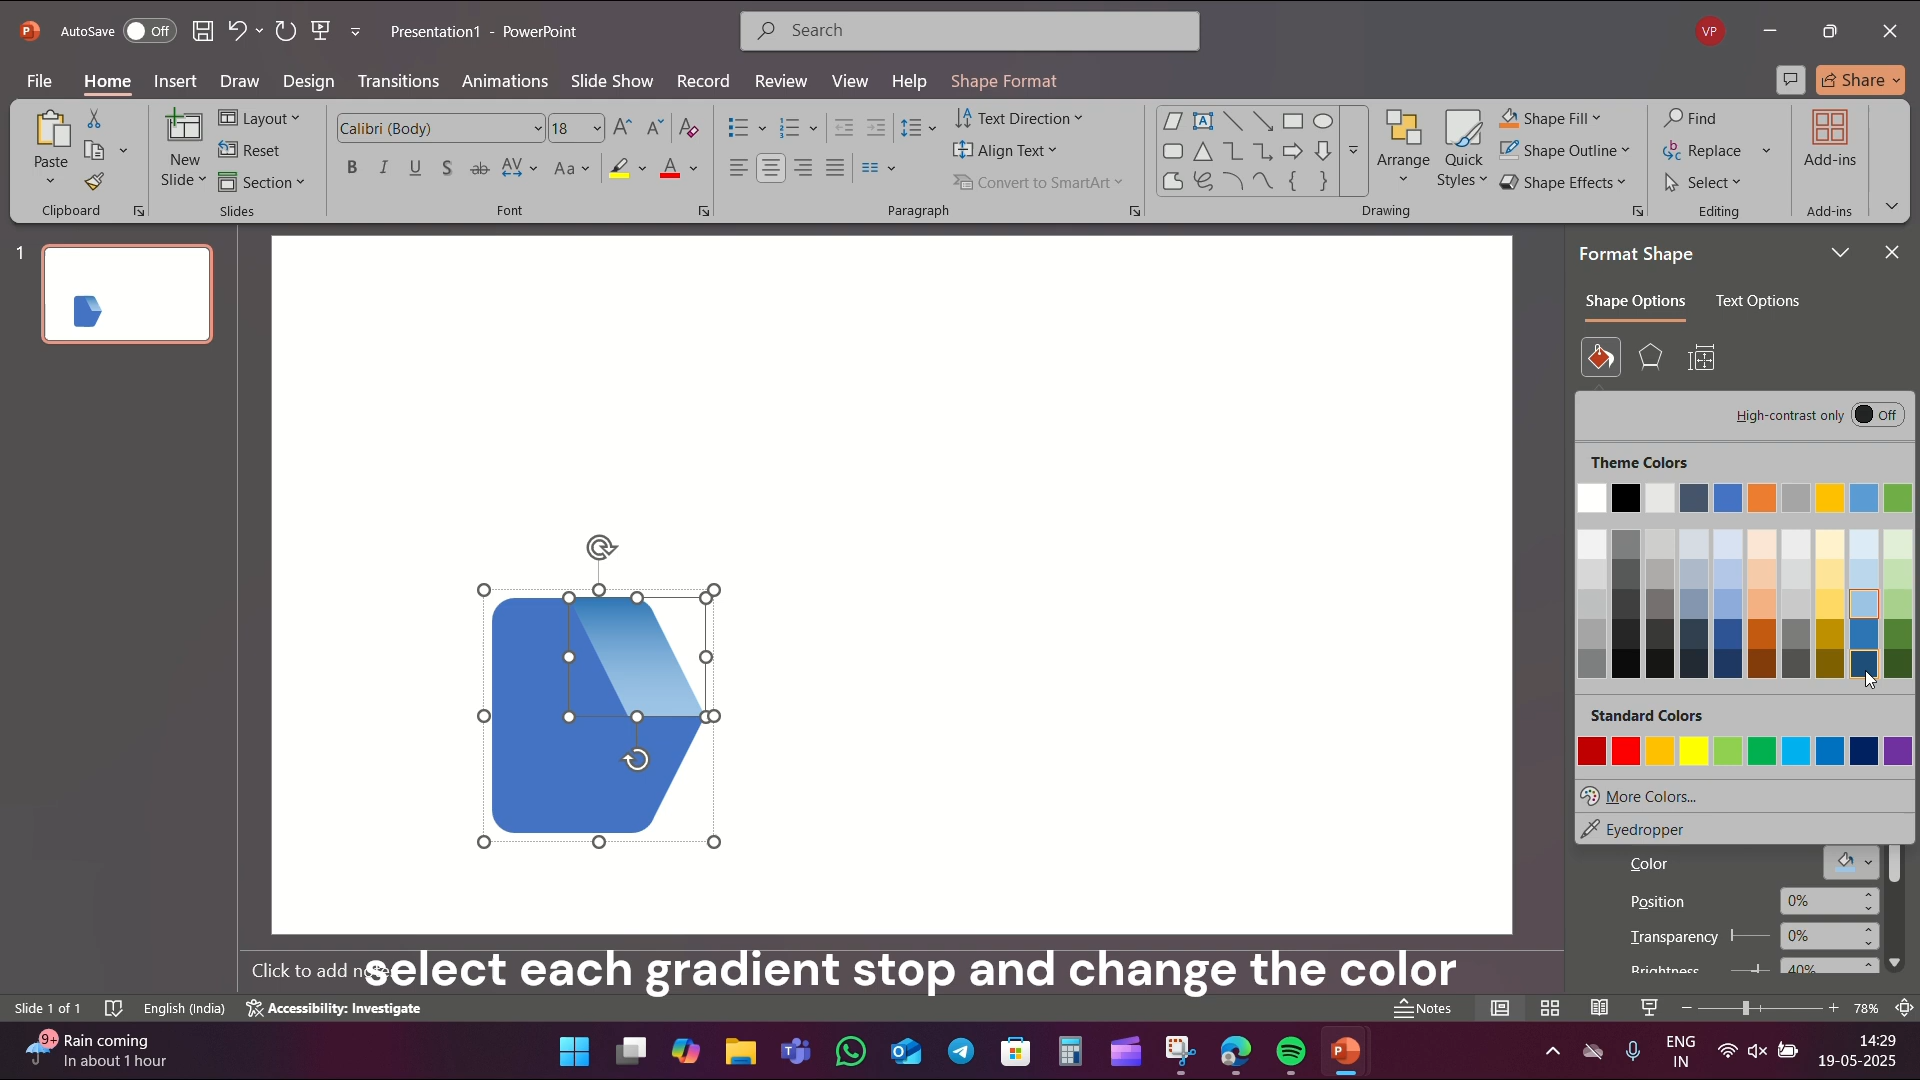 AutoSave Off Presentation1 - PowerPoint Search VP
File Home Insert Draw Design Transitions Animations Slide Show Record Review View Help Shape Format Share
Paste
New
Slide
Layout
Reset
Section
Calibri (Body) 18
Text Direction
Align Text
Convert to SmartArt
Arrange
Quick
Styles
Shape Fill
Shape Outline
Shape Effects
Find
Replace
Select
Add-ins
Clipboard Slides Font Paragraph Drawing Editing Add-ins
1
Format Shape
Shape Options Text Options
High-contrast only Off
Theme Colors
Standard Colors
More Colors...
Eyedropper
Color
Position 0%
Transparency 0%
Brightness 40%
Click to add notes
select each gradient stop and change the color
Slide 1 of 1 English (India) Accessibility: Investigate Notes 78%
9+ Rain coming
In about 1 hour
ENG
IN
14:29
19-05-2025